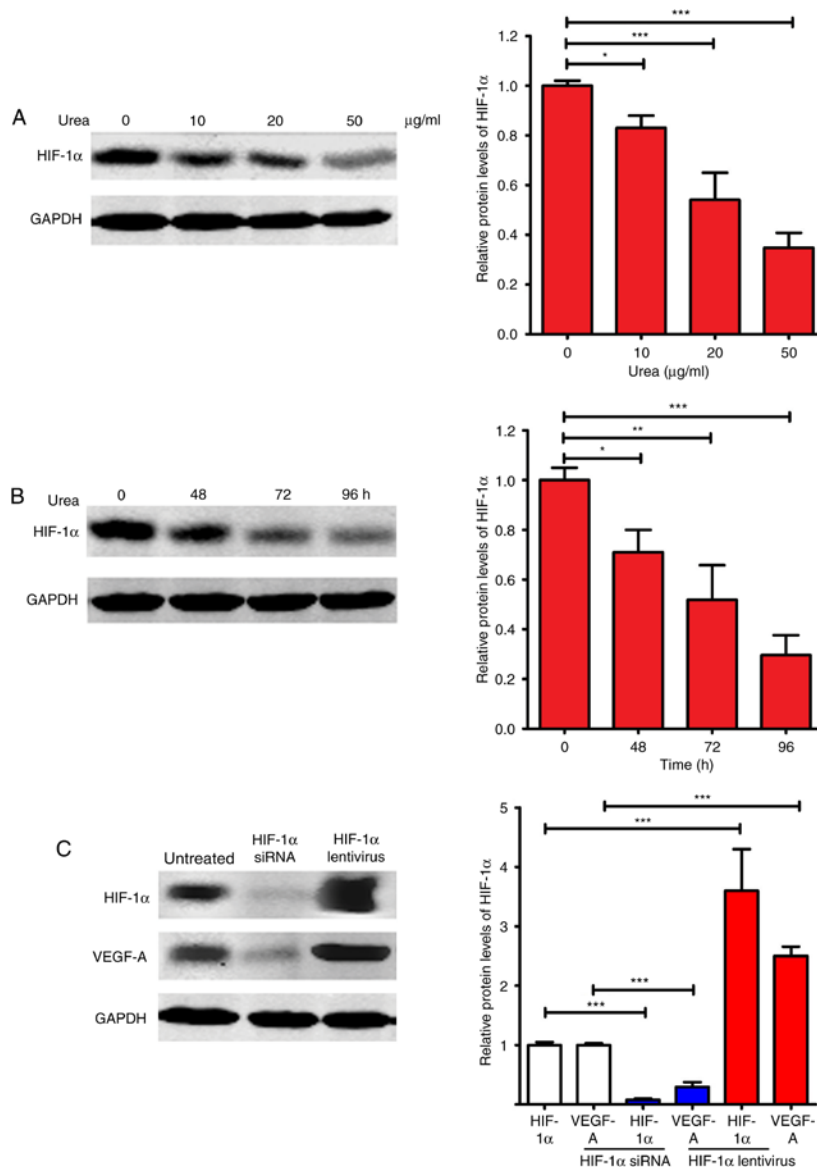 A
Urea 0 10 20 50 µg/ml
HIF-1α
GAPDH
Relative protein levels of HIF-1α
***
***
*
1.2
1.0
0.8
0.6
0.4
0.2
0.0
0 10 20 50
Urea (µg/ml)
B
Urea 0 48 72 96 h
HIF-1α
GAPDH
Relative protein levels of HIF-1α
***
**
*
1.2
1.0
0.8
0.6
0.4
0.2
0.0
0 48 72 96
Time (h)
C
Untreated HIF-1α siRNA HIF-1α lentivirus
HIF-1α
VEGF-A
GAPDH
Relative protein levels of HIF-1α
***
***
***
***
5
4
3
2
1
HIF-1α VEGF-A HIF-1α VEGF-A HIF-1α VEGF-A
HIF-1α siRNA HIF-1α lentivirus